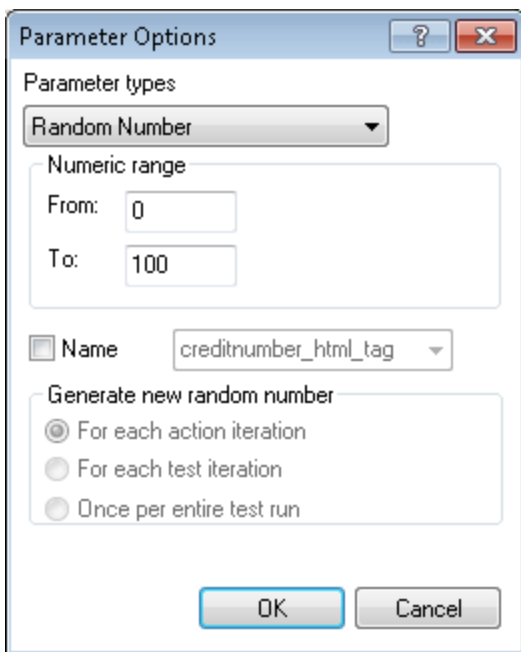 Parameter Options
?
Parameter types
Random Number
Numeric range
From: 0
To: 100
Name creditnumber_html_tag
Generate new random number
For each action iteration
For each test iteration
Once per entire test run
OK Cancel